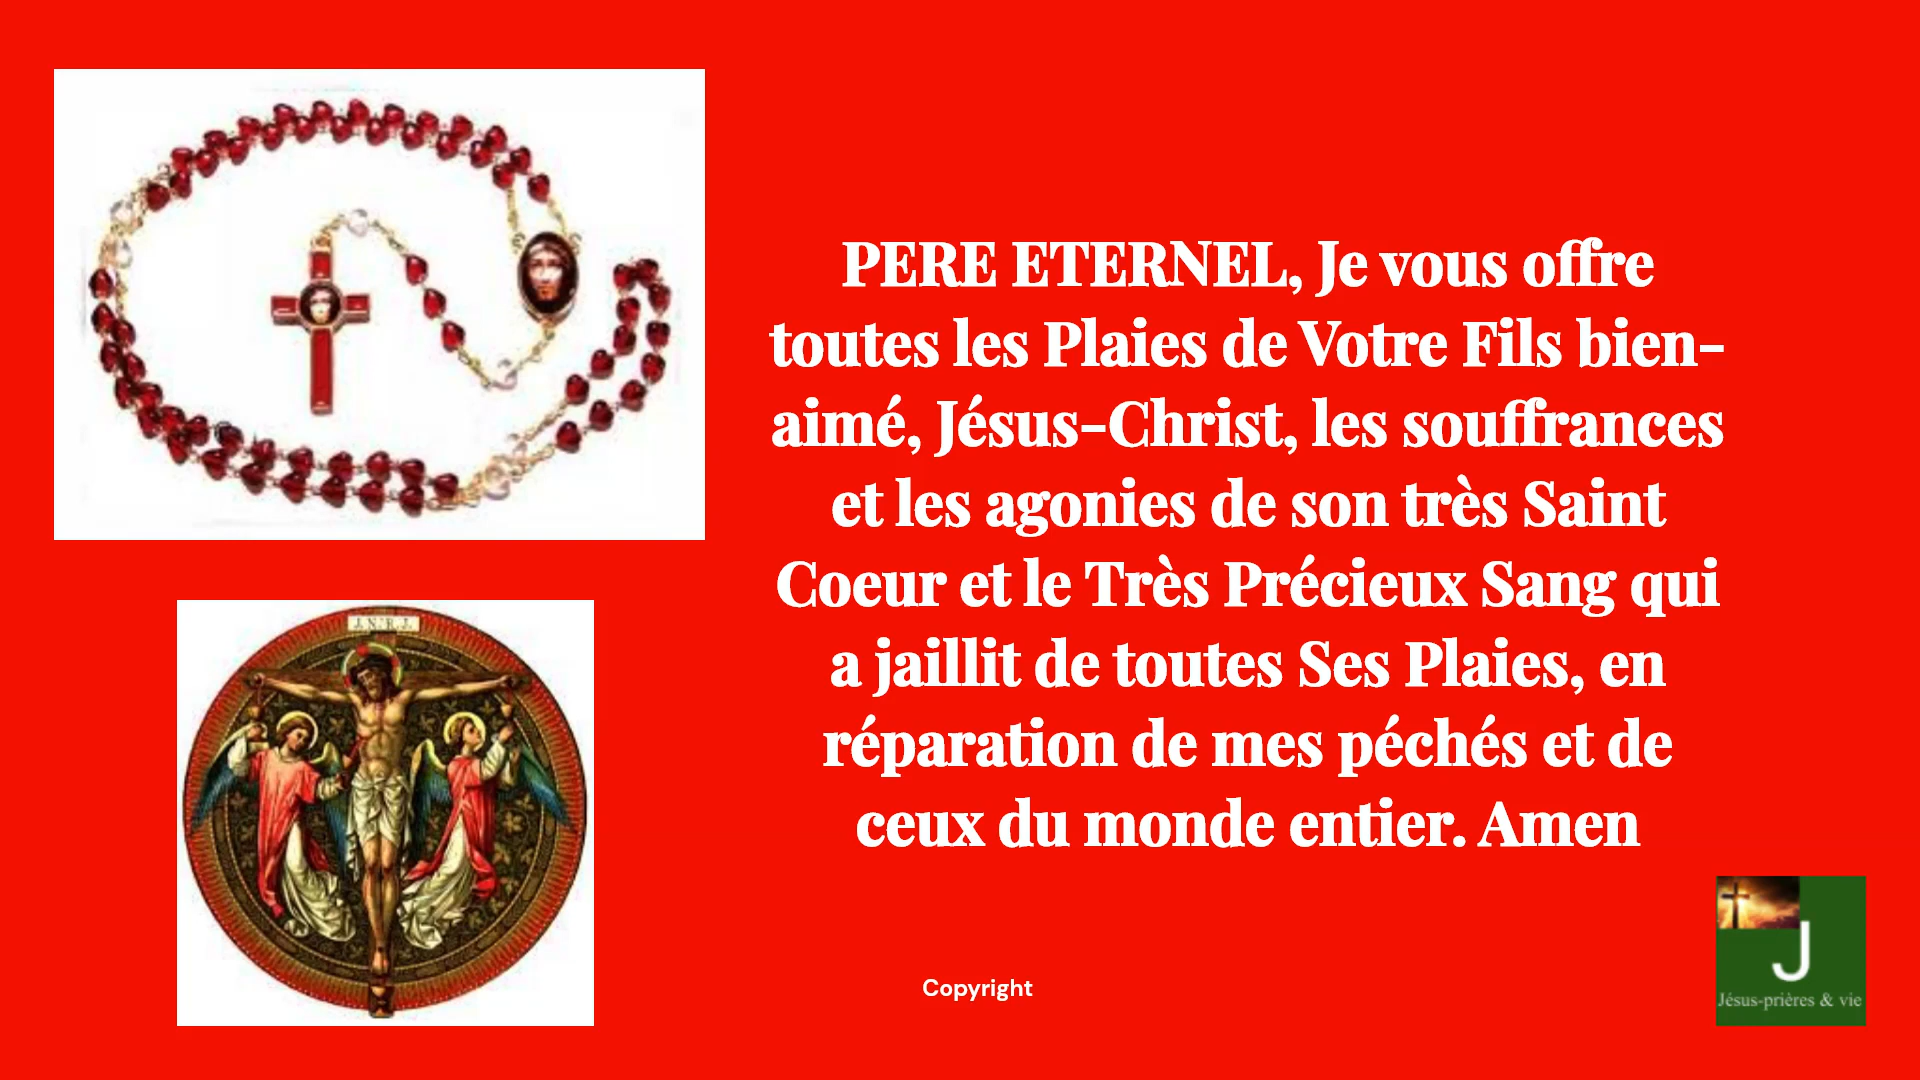 PERE ETERNEL, Je vous offre
toutes les Plaies de Votre Fils bien-
aimé, Jésus-Christ, les souffrances
et les agonies de son très Saint
Coeur et le Très Précieux Sang qui
a jaillit de toutes Ses Plaies, en
réparation de mes péchés et de
ceux du monde entier. Amen
J.N.R.J.
Copyright
J
Jésus-prières & vie